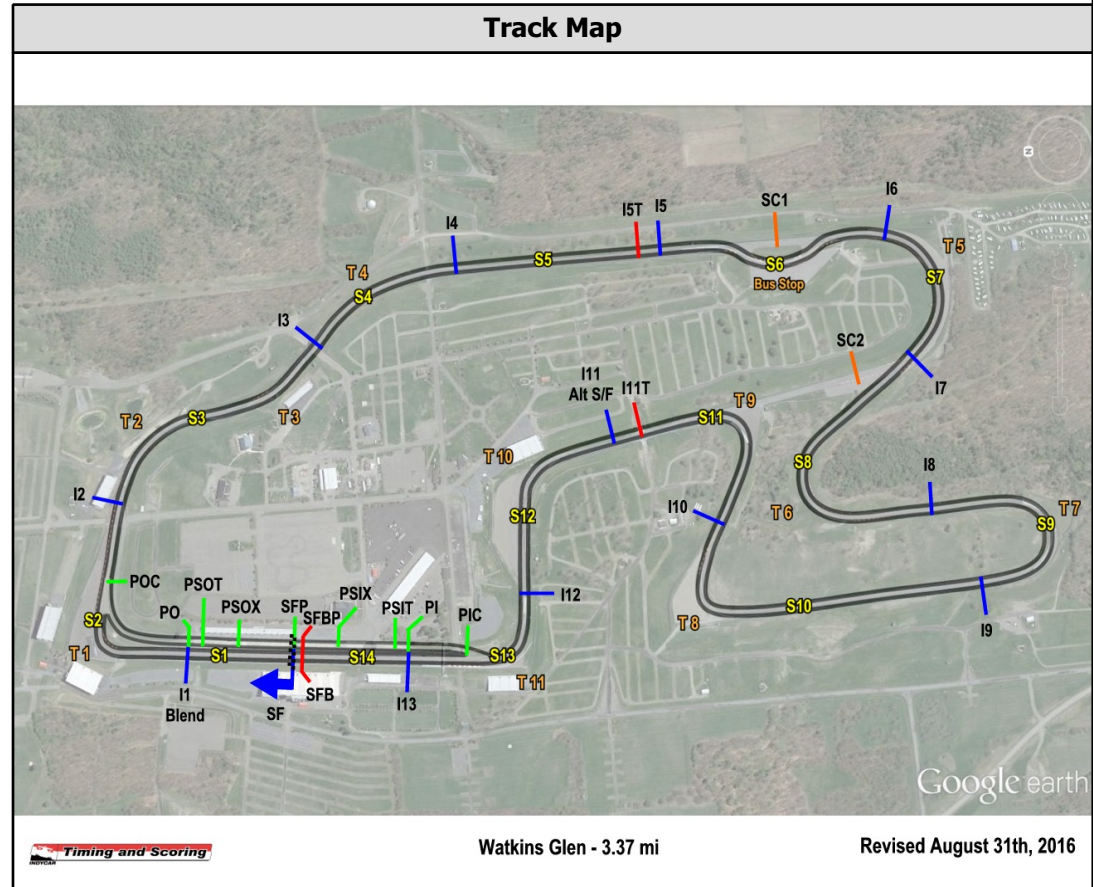 Track Map
I6
SC1
I5T
I5
I4
T 5
S5
S6
Bus Stop
S7
T 4
S4
I3
SC2
I7
I11
Alt S/F
I11T
T 9
S11
T 2
S3
T 3
T 10
S8
I8
I2
S12
I10
T 6
T 7
S9
POC
PSOT
PO
PSOX
SFP
SFBP
PSIX
PSIT
PI
PIC
I12
S10
T 8
I9
S2
T 1
S1
S14
S13
T 11
I1
Blend
SF
SFB
I13
N
Google earth
INDYCAR
Timing and Scoring
Watkins Glen - 3.37 mi
Revised August 31th, 2016